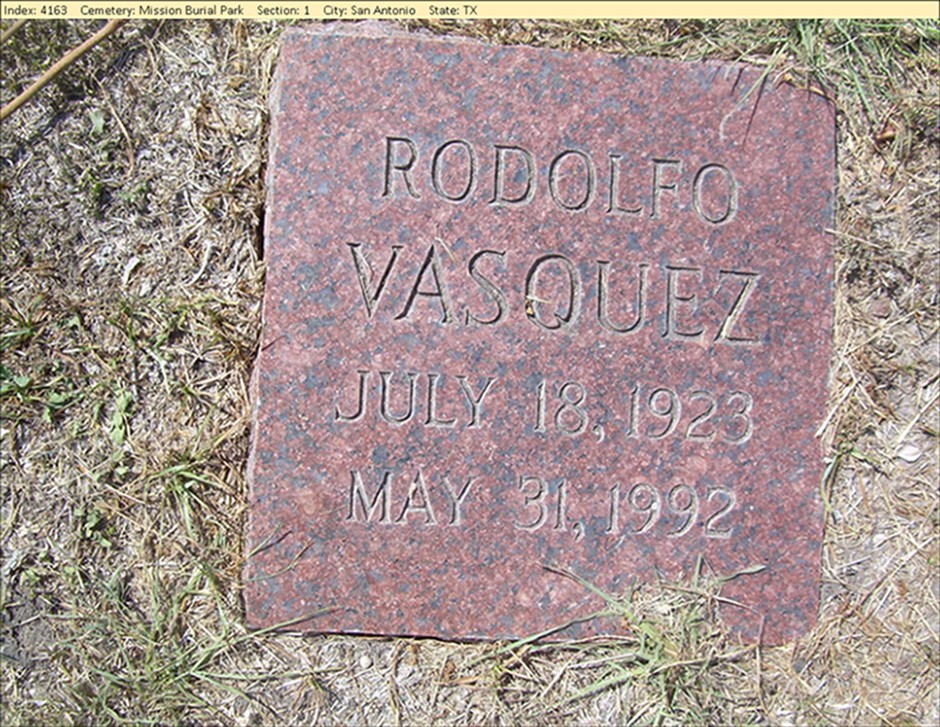 Index: 4163 Cemetery: Mission Burial Park Section: 1 City: San Antonio State: TX
RODOLFO
VASQUEZ
JULY 18, 1923
MAY 31, 1992